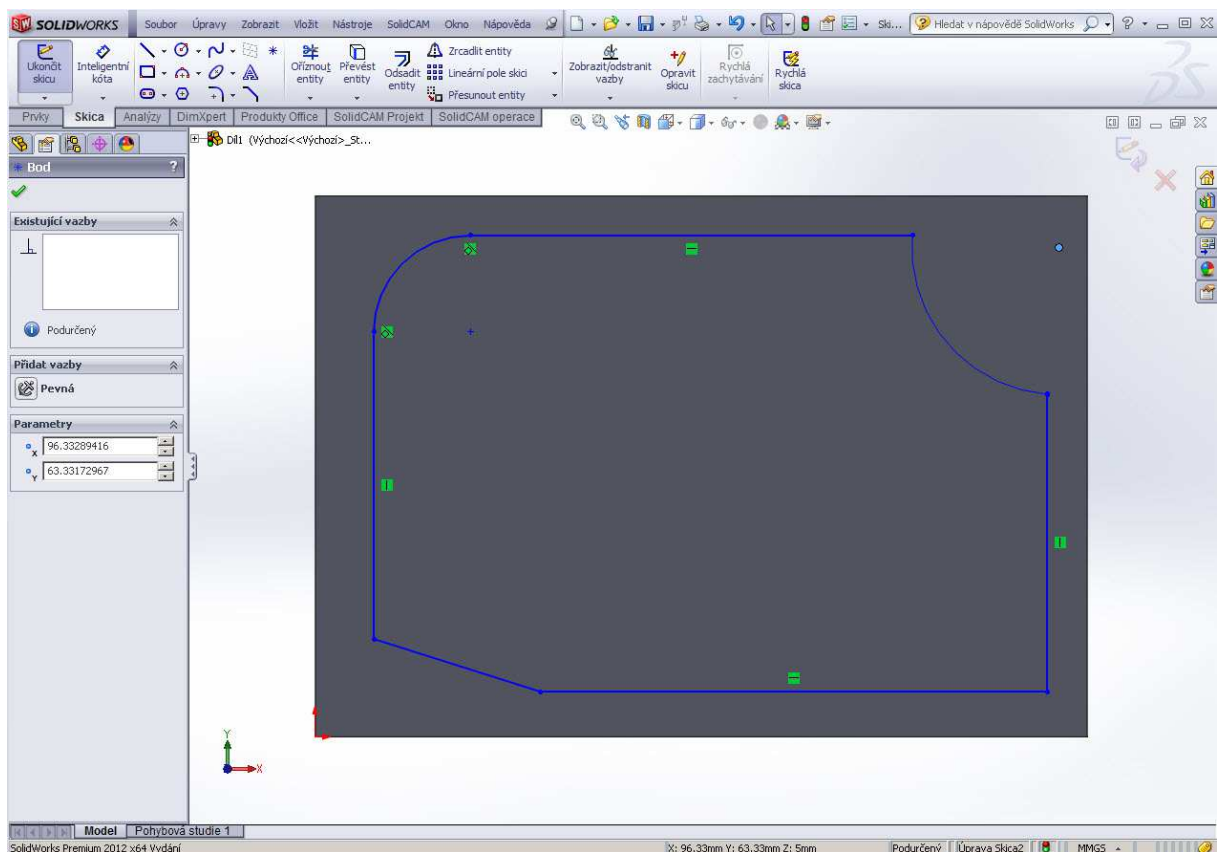 SOLIDWORKS Soubor Úpravy Zobrazit Vložit Nástroje SolidCAM Okno Nápověda Ski... Hledat v nápovědě SolidWorks
Ukončit skicu
Inteligentní kóta
Oříznout entity
Převést entity
Odsadit entity
Zrcadlit entity
Lineární pole skici
Přesunout entity
Zobrazit/odstranit vazby
Opravit skicu
Rychlá zachytávání
Rychlá skica
Prvky Skica Analýzy DimXpert Produkty Office SolidCAM Projekt SolidCAM operace
Díl1 (Výchozí<<Výchozí>_St...
Bod ?
Existující vazby
Podurčený
Přidat vazby
Pevná
Parametry
X 96.33289416
Y 63.33172967
Y
X
Model Pohybová studie 1
SolidWorks Premium 2012 x64 Vydání X: 96.33mm Y: 63.33mm Z: 5mm Podurčený Úprava Skica2 MMGS